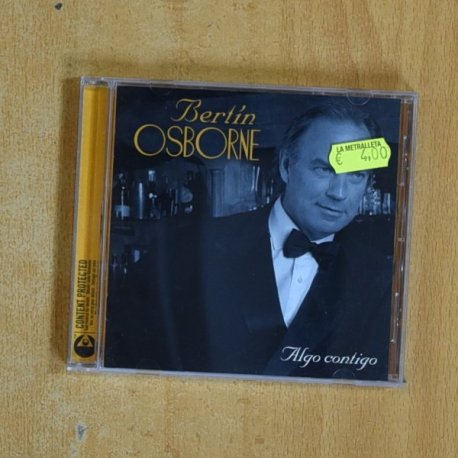 Bertín
OSBORNE
LA METRALLETA
€ 4,00
Algo contigo
CONTENT PROTECTED